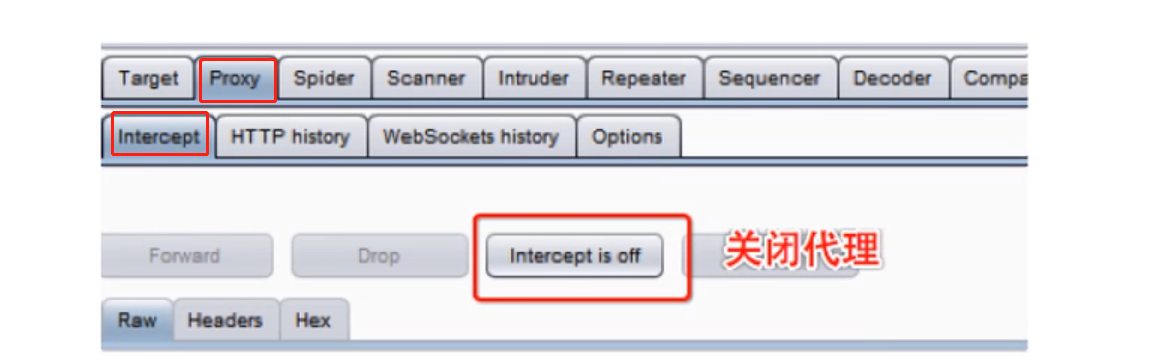 Target Proxy Spider Scanner Intruder Repeater Sequencer Decoder Compa
Intercept HTTP history WebSockets history Options
Forward Drop Intercept is off 关闭代理
Raw Headers Hex